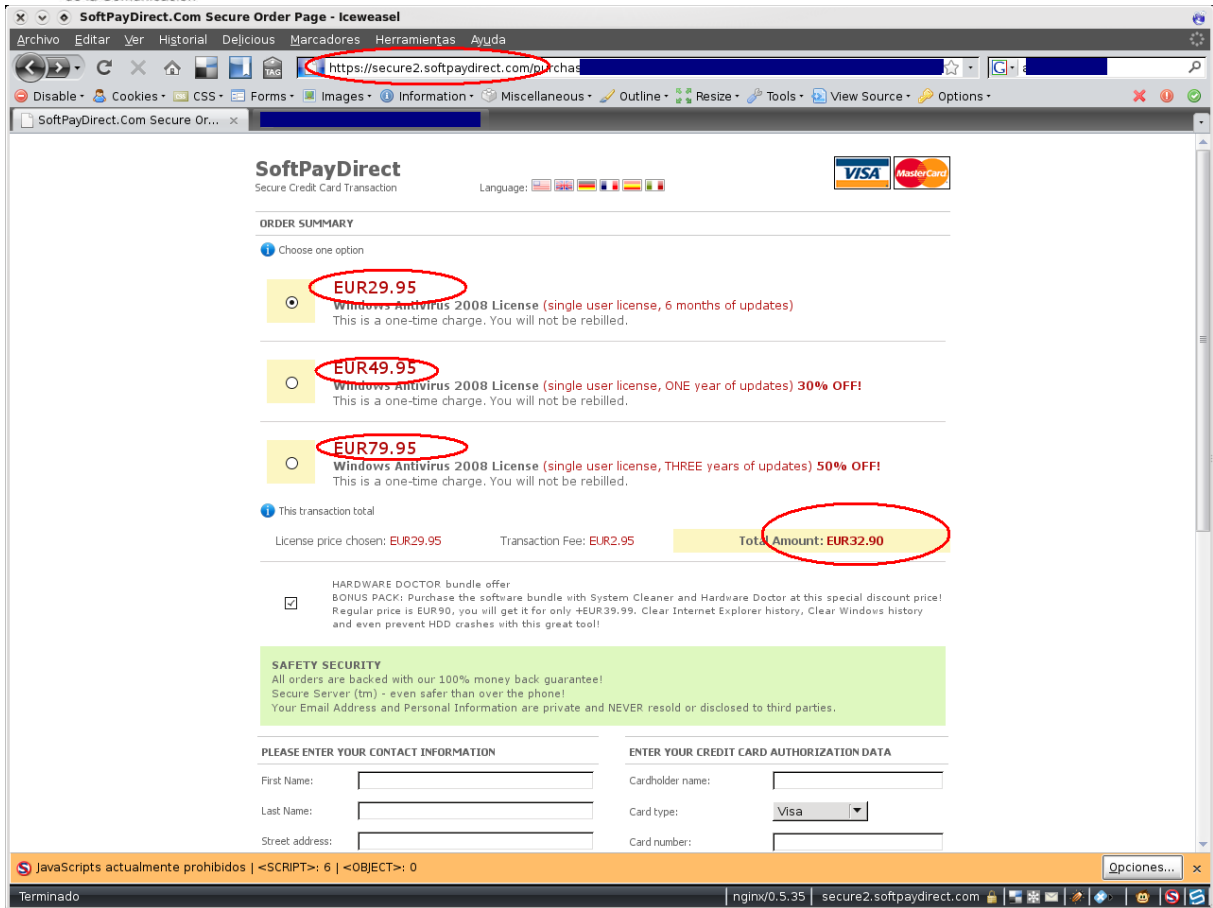 de la Comunicación
SoftPayDirect.Com Secure Order Page - Iceweasel
Archivo Editar Ver Historial Delicious Marcadores Herramientas Ayuda
TAG https://secure2.softpaydirect.com/purchas G
Disable Cookies CSS Forms Images Information Miscellaneous Outline Resize Tools View Source Options
SoftPayDirect.Com Secure Or...
SoftPayDirect
Secure Credit Card Transaction
Language:
VISA MasterCard
ORDER SUMMARY
Choose one option
EUR29.95
Windows Antivirus 2008 License (single user license, 6 months of updates)
This is a one-time charge. You will not be rebilled.
EUR49.95
Windows Antivirus 2008 License (single user license, ONE year of updates) 30% OFF!
This is a one-time charge. You will not be rebilled.
EUR79.95
Windows Antivirus 2008 License (single user license, THREE years of updates) 50% OFF!
This is a one-time charge. You will not be rebilled.
This transaction total
License price chosen: EUR29.95 Transaction Fee: EUR2.95 Total Amount: EUR32.90
HARDWARE DOCTOR bundle offer
BONUS PACK: Purchase the software bundle with System Cleaner and Hardware Doctor at this special discount price!
Regular price is EUR90, you will get it for only +EUR39.99. Clear Internet Explorer history, Clear Windows history
and even prevent HDD crashes with this great tool!
SAFETY SECURITY
All orders are backed with our 100% money back guarantee!
Secure Server (tm) - even safer than over the phone!
Your Email Address and Personal Information are private and NEVER resold or disclosed to third parties.
PLEASE ENTER YOUR CONTACT INFORMATION
First Name:
Last Name:
Street address:
ENTER YOUR CREDIT CARD AUTHORIZATION DATA
Cardholder name:
Card type: Visa
Card number:
JavaScripts actualmente prohibidos | <SCRIPT>: 6 | <OBJECT>: 0 Opciones...
Terminado nginx/0.5.35 secure2.softpaydirect.com